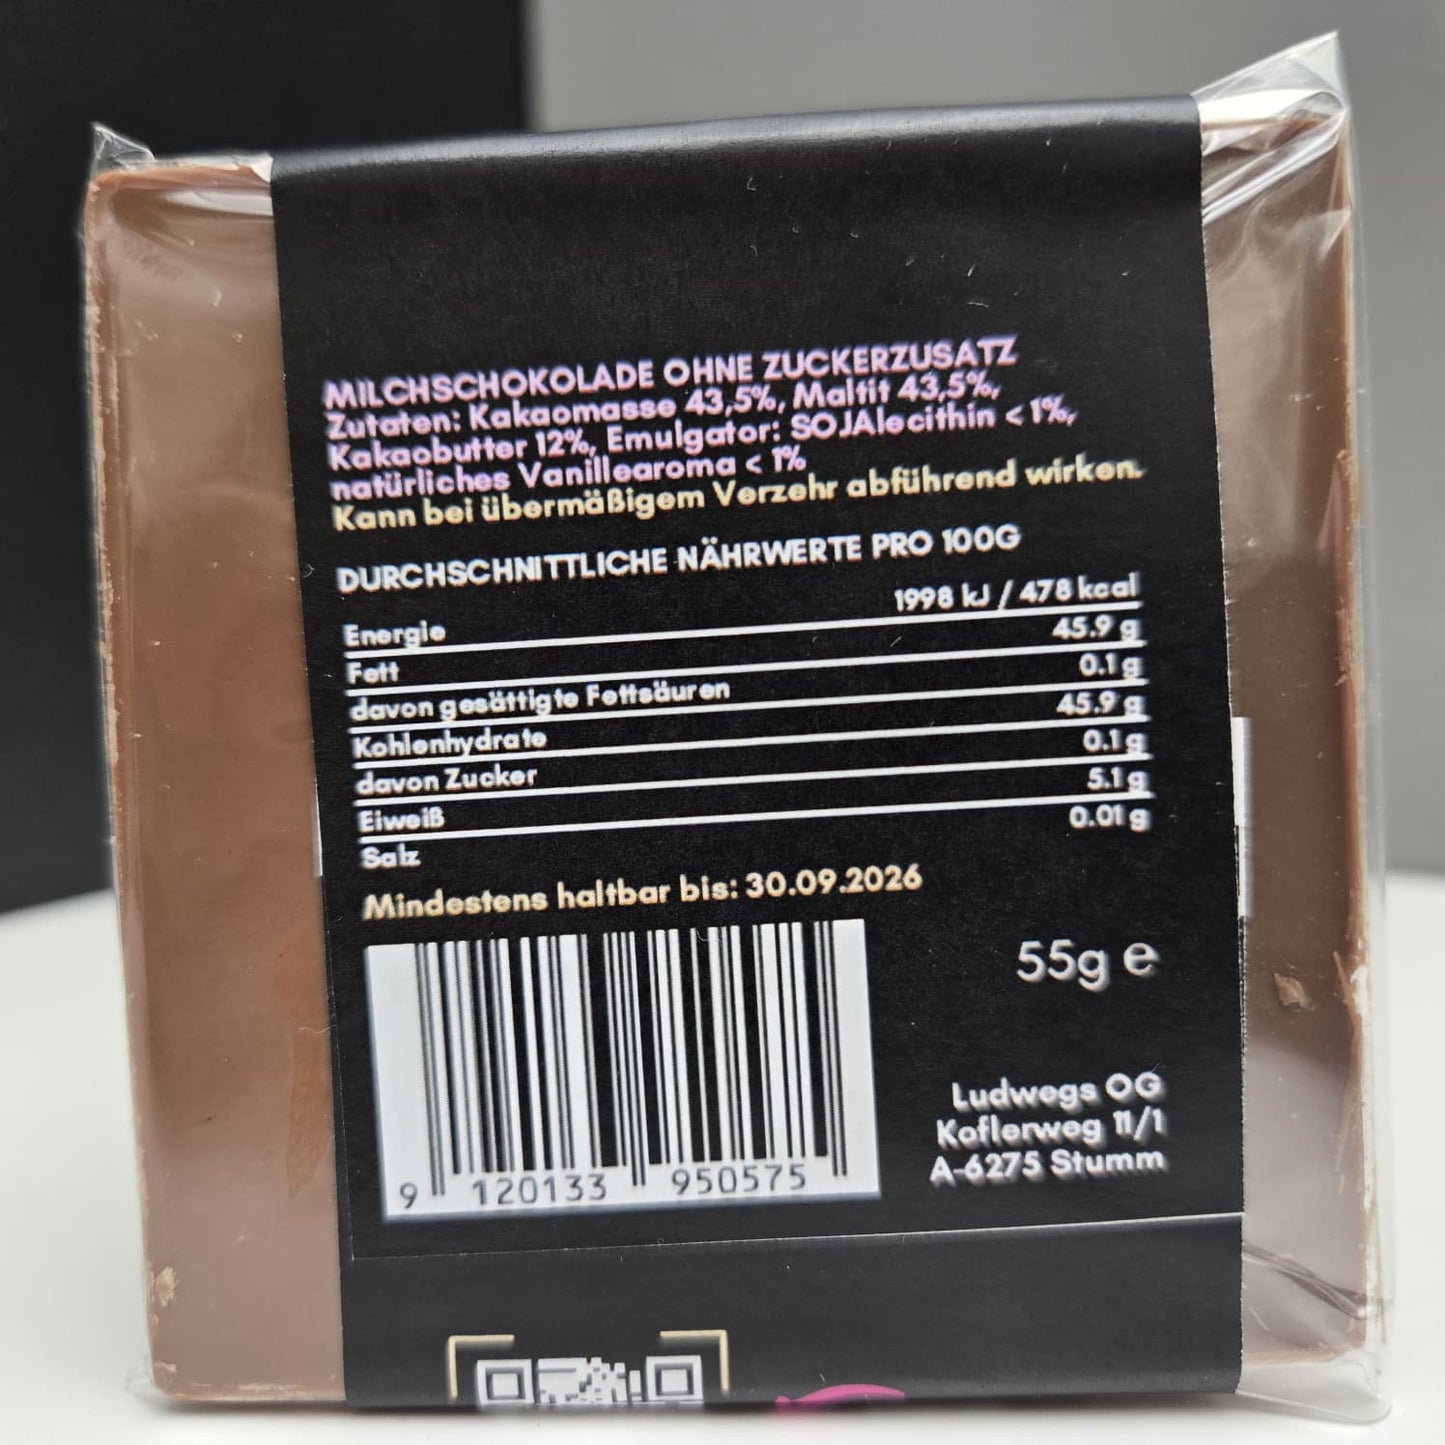 MILCHSCHOKOLADE OHNE ZUCKERZUSATZ
Zutaten: Kakaomasse 43,5%, Maltit 43,5%,
Kakaobutter 12%, Emulgator: SOJAlecithin < 1%,
natürliches Vanillearoma < 1%
Kann bei übermäßigem Verzehr abführend wirken.
DURCHSCHNITTLICHE NÄHRWERTE PRO 100G
Energie 1998 kJ / 478 kcal
Fett 45.9 g
davon gesättigte Fettsäuren 0.1 g
Kohlenhydrate 45.9 g
davon Zucker 0.1 g
Eiweiß 5.1 g
Salz 0.01 g
Mindestens haltbar bis: 30.09.2026
55g e
Ludwegs OG
Koflerweg 11/1
A-6275 Stumm
9 120133 950575